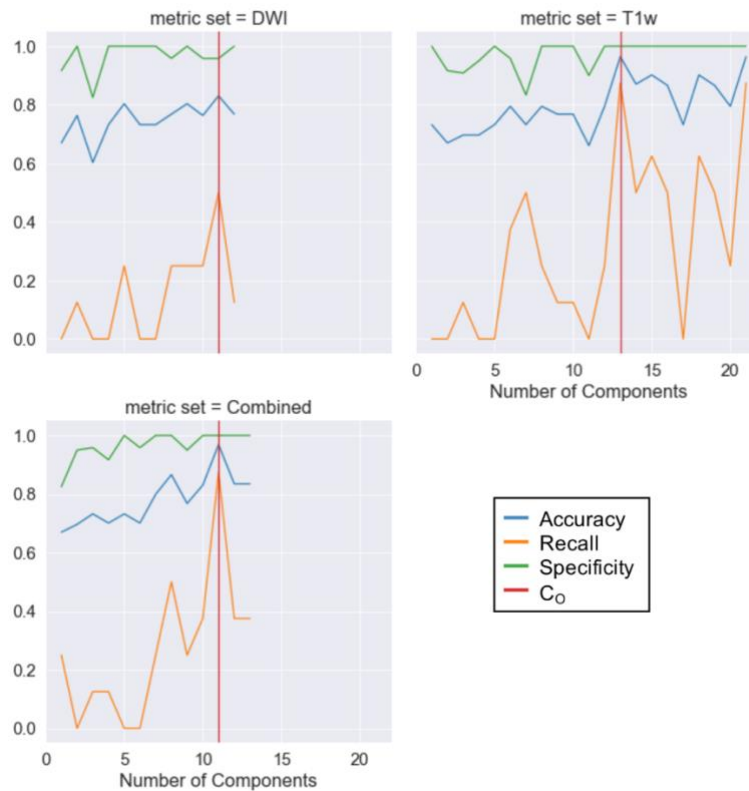 metric set = DWI
1.0
0.8
0.6
0.4
0.2
0.0
metric set = T1w
0 5 10 15 20
Number of Components
metric set = Combined
1.0
0.8
0.6
0.4
0.2
0.0
0 5 10 15 20
Number of Components
Accuracy
Recall
Specificity
C₀